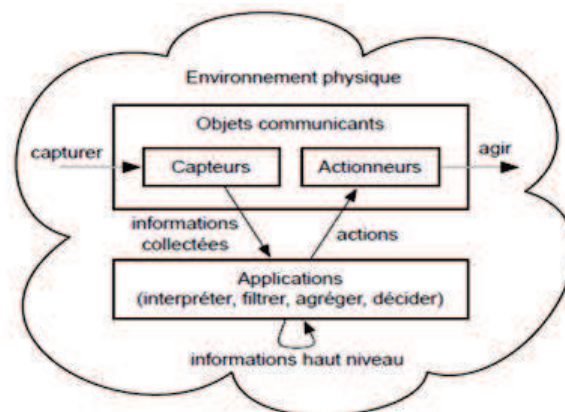 Environnement physique
Objets communicants
capturer
Capteurs
Actionneurs
agir
informations
collectées
actions
Applications
(interpréter, filtrer, agréger, décider)
informations haut niveau